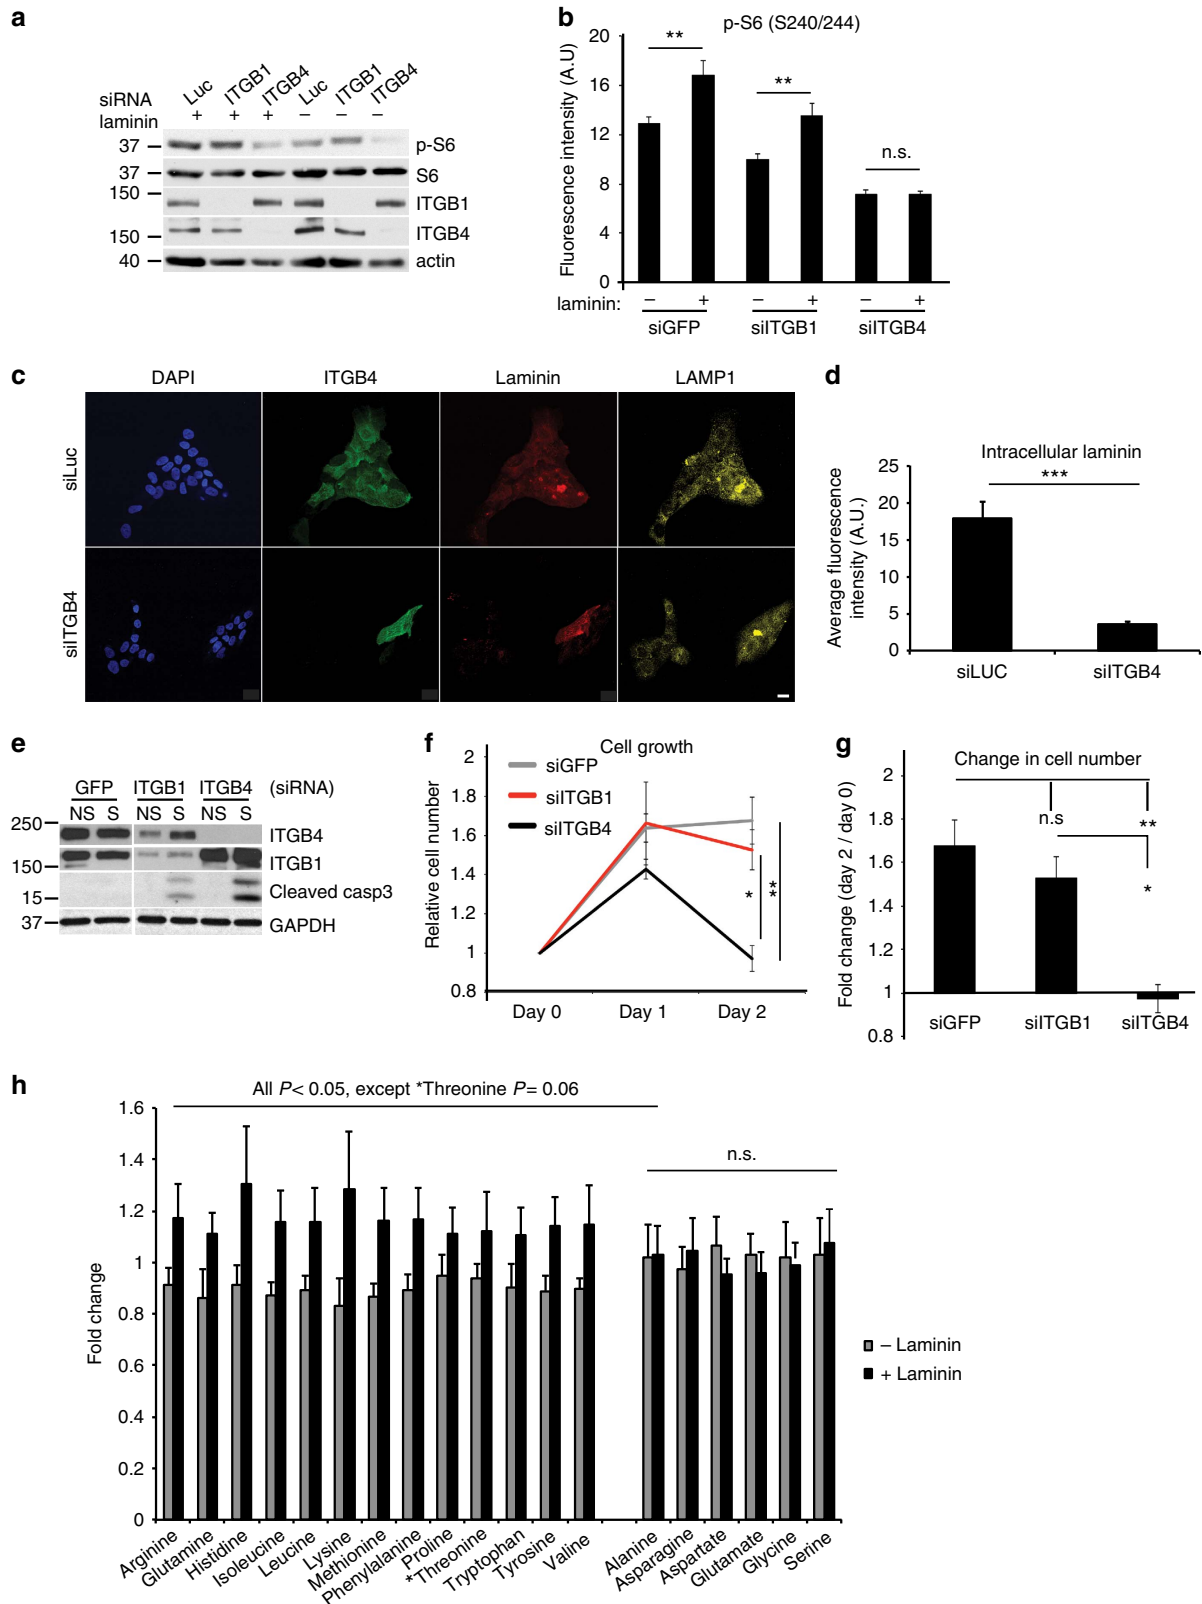 a
siRNA Luc ITGB1 ITGB4 Luc ITGB1 ITGB4
laminin + + + – – –
37 p-S6
37 S6
150 ITGB1
150 ITGB4
40 actin
b
p-S6 (S240/244)
Fluorescence intensity (A.U)
20
16
12
8
4
0
** ** n.s.
laminin: – + – + – +
siGFP siITGB1 siITGB4
c
DAPI ITGB4 Laminin LAMP1
siLuc
siITGB4
d
Intracellular laminin
***
Average fluorescence
intensity (A.U.)
25
20
15
10
5
0
siLUC siITGB4
e
GFP ITGB1 ITGB4 (siRNA)
NS S NS S NS S
250 ITGB4
150 ITGB1
15 Cleaved casp3
37 GAPDH
f
Cell growth
Relative cell number
2
1.8
1.6
1.4
1.2
1
0.8
siGFP
siITGB1
siITGB4
* **
Day 0 Day 1 Day 2
g
Change in cell number
Fold change (day 2 / day 0)
2
1.8
1.6
1.4
1.2
1
0.8
n.s **
*
siGFP siITGB1 siITGB4
h
All P< 0.05, except *Threonine P= 0.06
n.s.
Fold change
1.6
1.4
1.2
1
0.8
0.6
0.4
0.2
0
– Laminin
+ Laminin
Arginine
Glutamine
Histidine
Isoleucine
Leucine
Lysine
Methionine
Phenylalanine
Proline
*Threonine
Tryptophan
Tyrosine
Valine
Alanine
Asparagine
Aspartate
Glutamate
Glycine
Serine